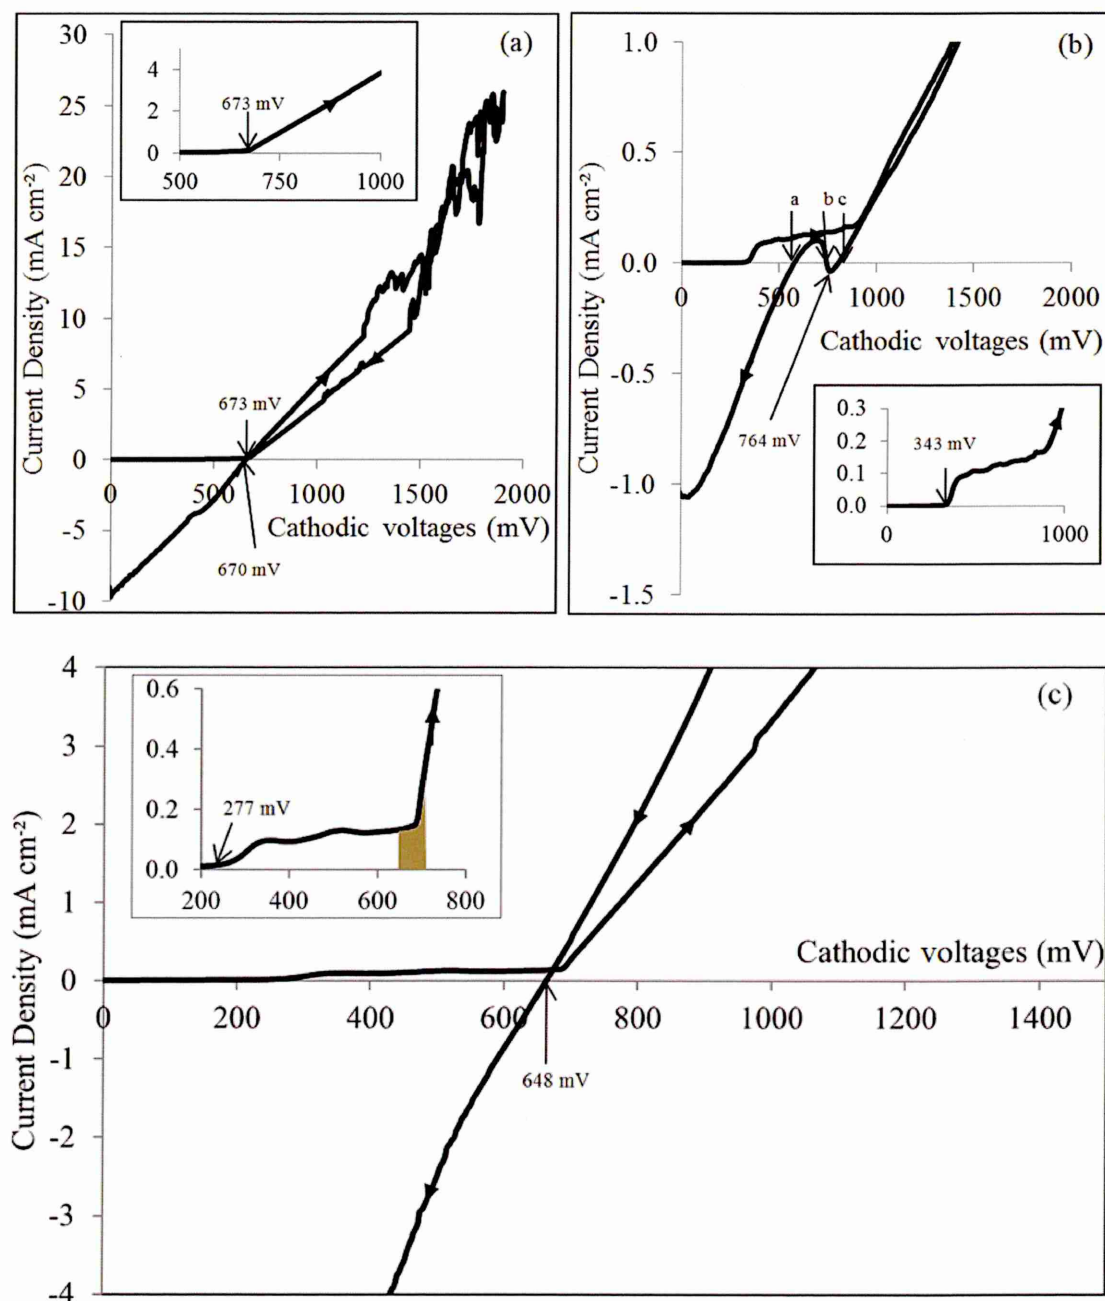 (a)
30
25
20
15
10
5
0
-5
-10
Current Density (mA cm⁻²)
0 500 1000 1500 2000
Cathodic voltages (mV)
673 mV
670 mV
4
2
0
673 mV
500 750 1000
(b)
1.0
0.5
0.0
-0.5
-1.0
-1.5
Current Density (mA cm⁻²)
a b c
0 500 1000 1500 2000
Cathodic voltages (mV)
764 mV
0.3
0.2
0.1
0.0
343 mV
0 1000
(c)
4
3
2
1
0
-1
-2
-3
-4
Current Density (mA cm⁻²)
Cathodic voltages (mV)
0 200 400 600 800 1000 1200 1400
648 mV
0.6
0.4
0.2
0.0
277 mV
200 400 600 800